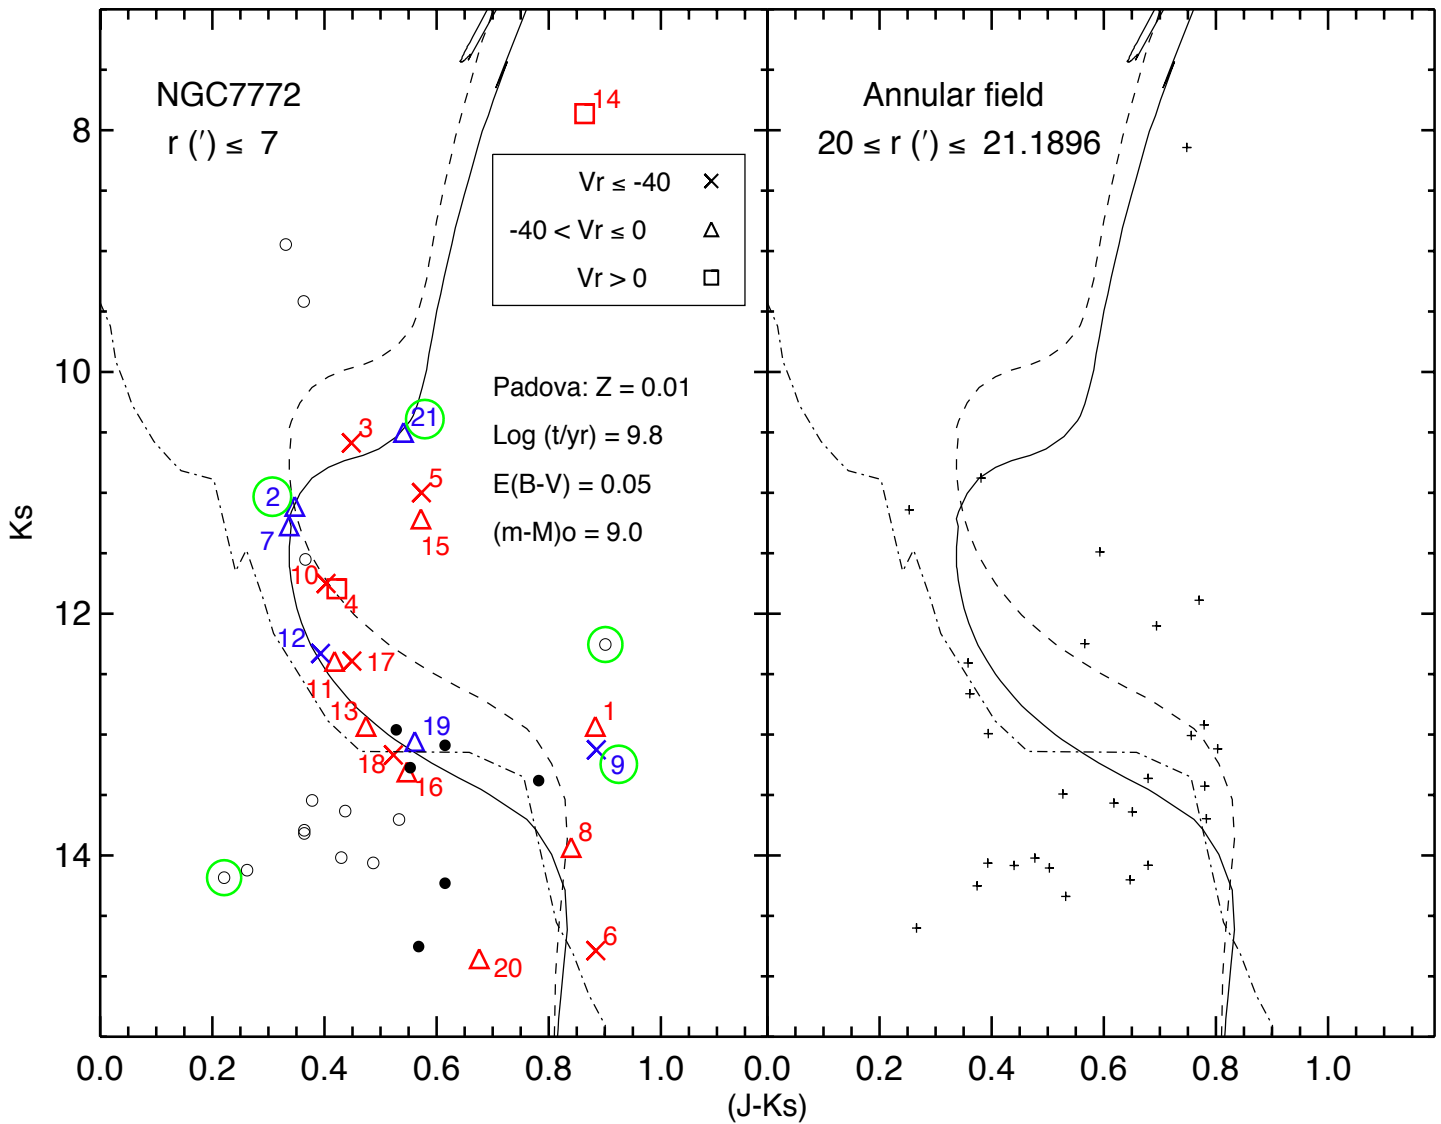 NGC7772
r (′) ≤ 7
14
Vr ≤ -40
-40 < Vr ≤ 0
Vr > 0
Padova: Z = 0.01
Log (t/yr) = 9.8
E(B-V) = 0.05
(m-M)o = 9.0
3
21
5
2
7
15
10
4
12
17
11
13
19
1
18
16
9
8
6
20
Annular field
20 ≤ r (′) ≤ 21.1896
8
10
12
14
Ks
0.0 0.2 0.4 0.6 0.8 1.0
0.0 0.2 0.4 0.6 0.8 1.0
(J-Ks)